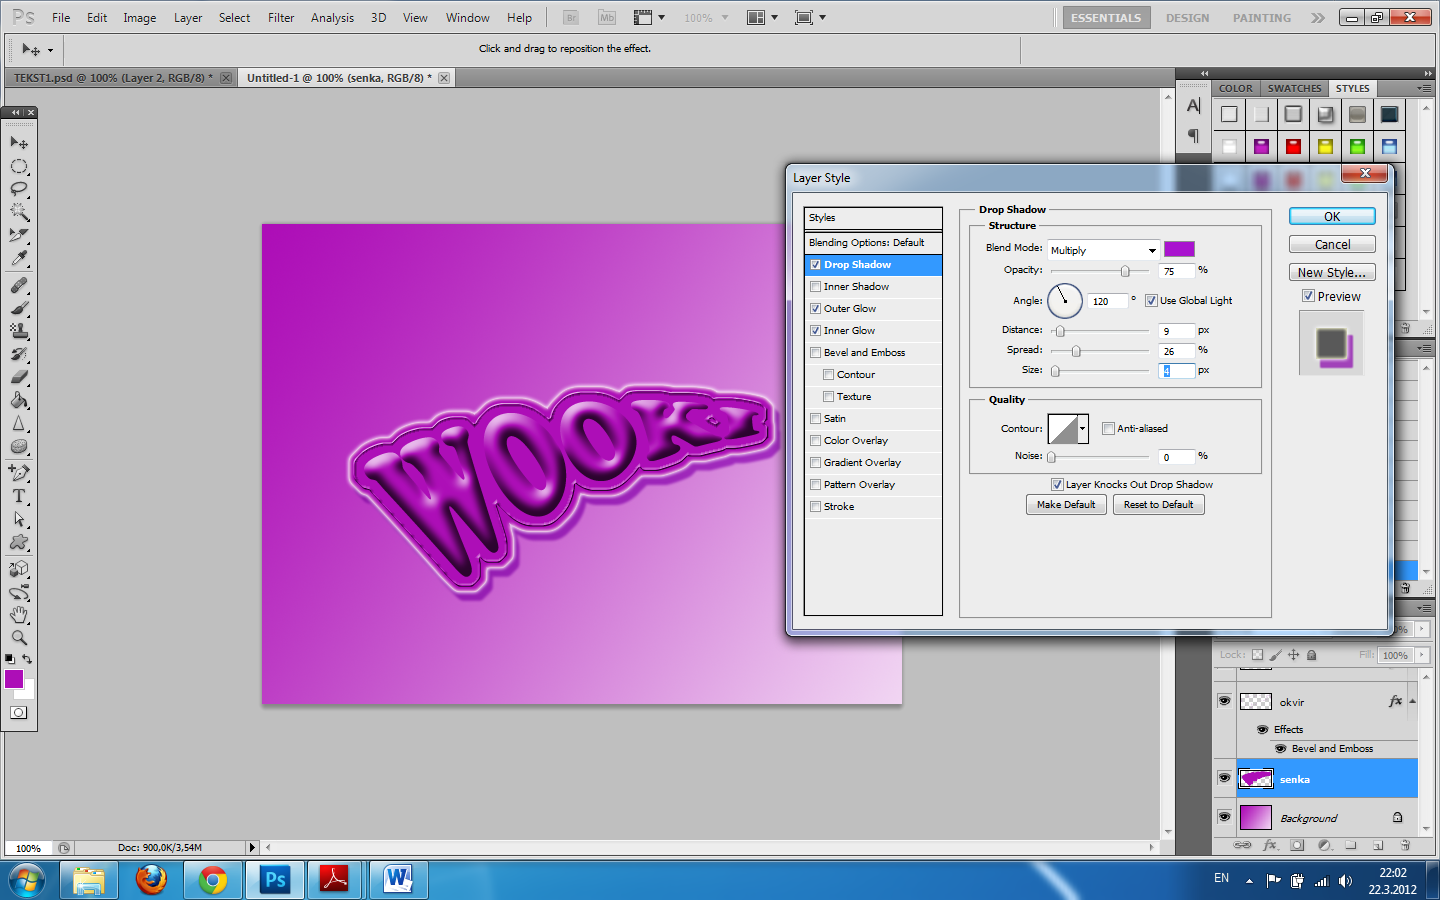 Ps File Edit Image Layer Select Filter Analysis 3D View Window Help Br Mb 100% ESSENTIALS DESIGN PAINTING
Click and drag to reposition the effect.
TEKST1.psd @ 100% (Layer 2, RGB/8) * Untitled-1 @ 100% (senka, RGB/8) *
COLOR SWATCHES STYLES
Layer Style
Styles
Blending Options: Default
Drop Shadow
Inner Shadow
Outer Glow
Inner Glow
Bevel and Emboss
Contour
Texture
Satin
Color Overlay
Gradient Overlay
Pattern Overlay
Stroke
Drop Shadow
Structure
Blend Mode: Multiply
Opacity: 75 %
Angle: 120 ° Use Global Light
Distance: 9 px
Spread: 26 %
Size: 4 px
Quality
Contour: Anti-aliased
Noise: 0 %
Layer Knocks Out Drop Shadow
Make Default Reset to Default
OK
Cancel
New Style...
Preview
WOOKY
Lock: Fill: 100%
okvir fx
Effects
Bevel and Emboss
senka
Background
100% Doc: 900,0K/3,54M
Ps W EN 22:02
22.3.2012